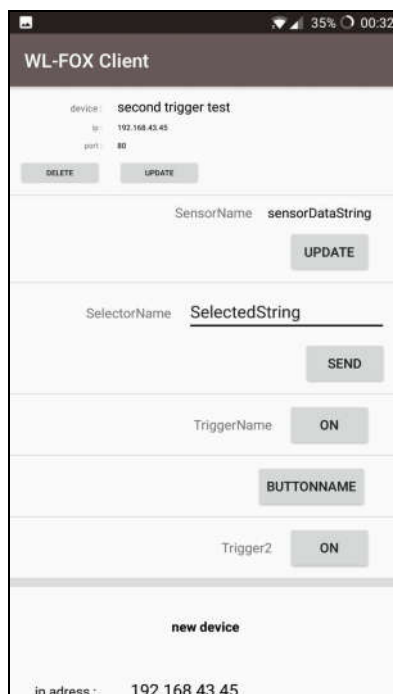 35% 00:32
WL-FOX Client
device : second trigger test
ip : 192.168.43.45
port : 80
DELETE UPDATE
SensorName sensorDataString
UPDATE
SelectorName SelectedString
SEND
TriggerName ON
BUTTONNAME
Trigger2 ON
new device
ip adress : 192.168.43.45